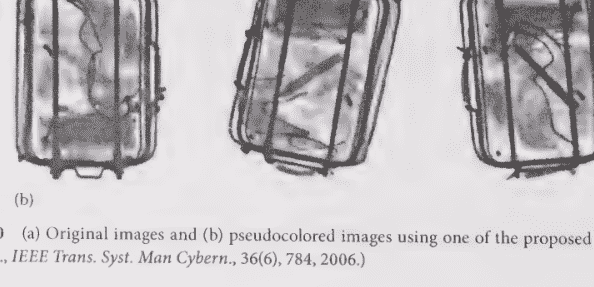 (b)
(a) Original images and (b) pseudocolored images using one of the proposed
., IEEE Trans. Syst. Man Cybern., 36(6), 784, 2006.)